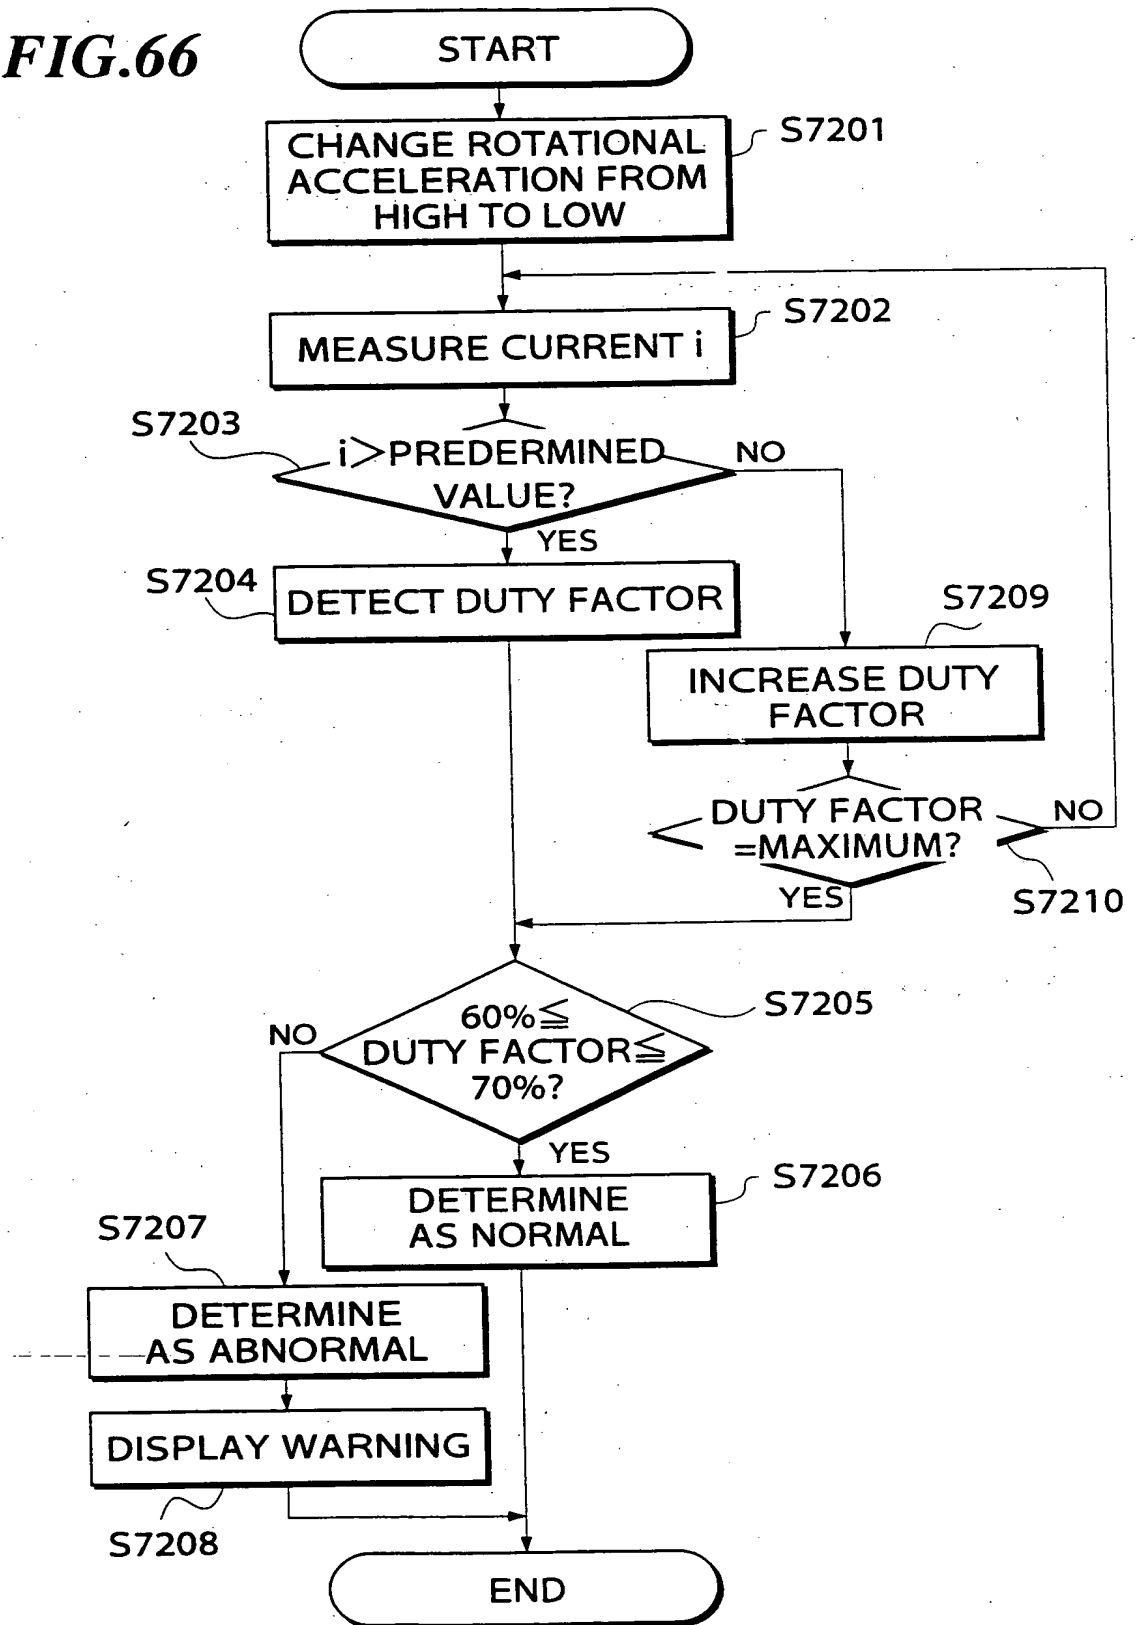 FIG.66
START
CHANGE ROTATIONAL
ACCELERATION FROM
HIGH TO LOW
S7201
MEASURE CURRENT i
S7202
S7203
i>PREDERMINED
VALUE?
NO
YES
S7204
DETECT DUTY FACTOR
S7209
INCREASE DUTY
FACTOR
DUTY FACTOR
=MAXIMUM?
NO
YES
S7210
60%≦
DUTY FACTOR≦
70%?
S7205
NO
YES
DETERMINE
AS NORMAL
S7206
S7207
DETERMINE
AS ABNORMAL
DISPLAY WARNING
S7208
END